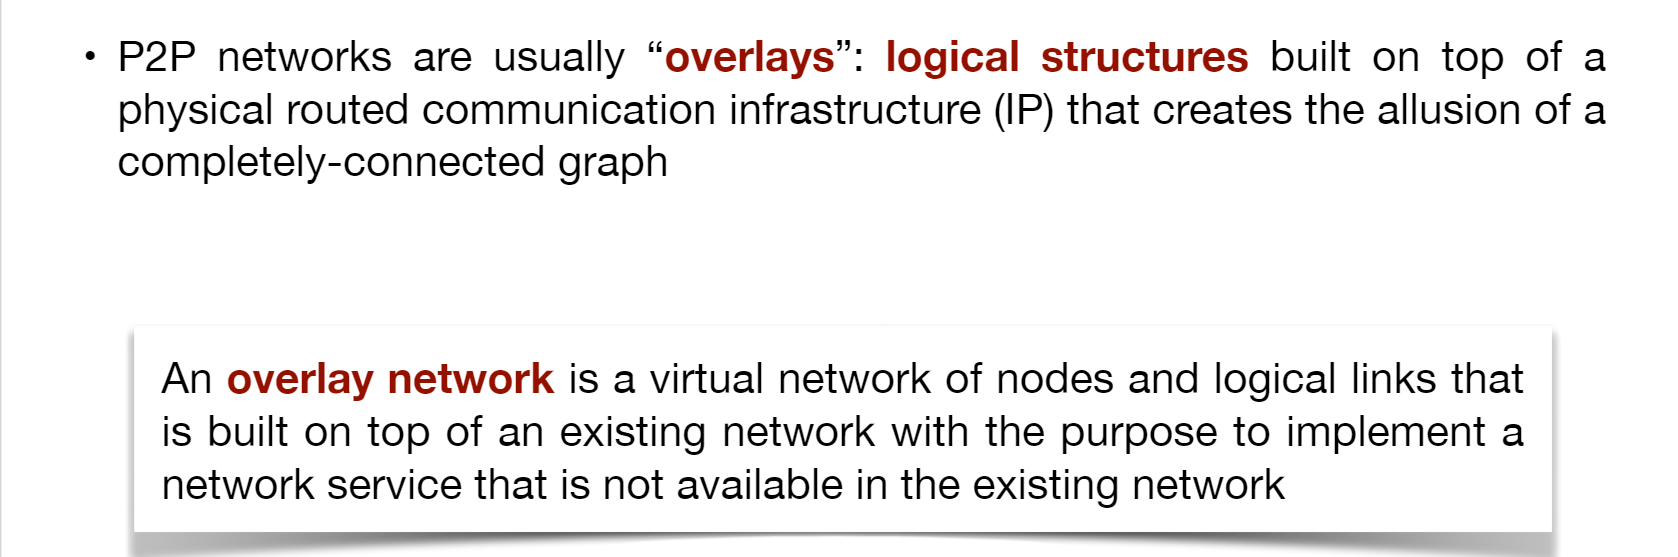 • P2P networks are usually “overlays”: logical structures built on top of a
physical routed communication infrastructure (IP) that creates the allusion of a
completely-connected graph
An overlay network is a virtual network of nodes and logical links that
is built on top of an existing network with the purpose to implement a
network service that is not available in the existing network